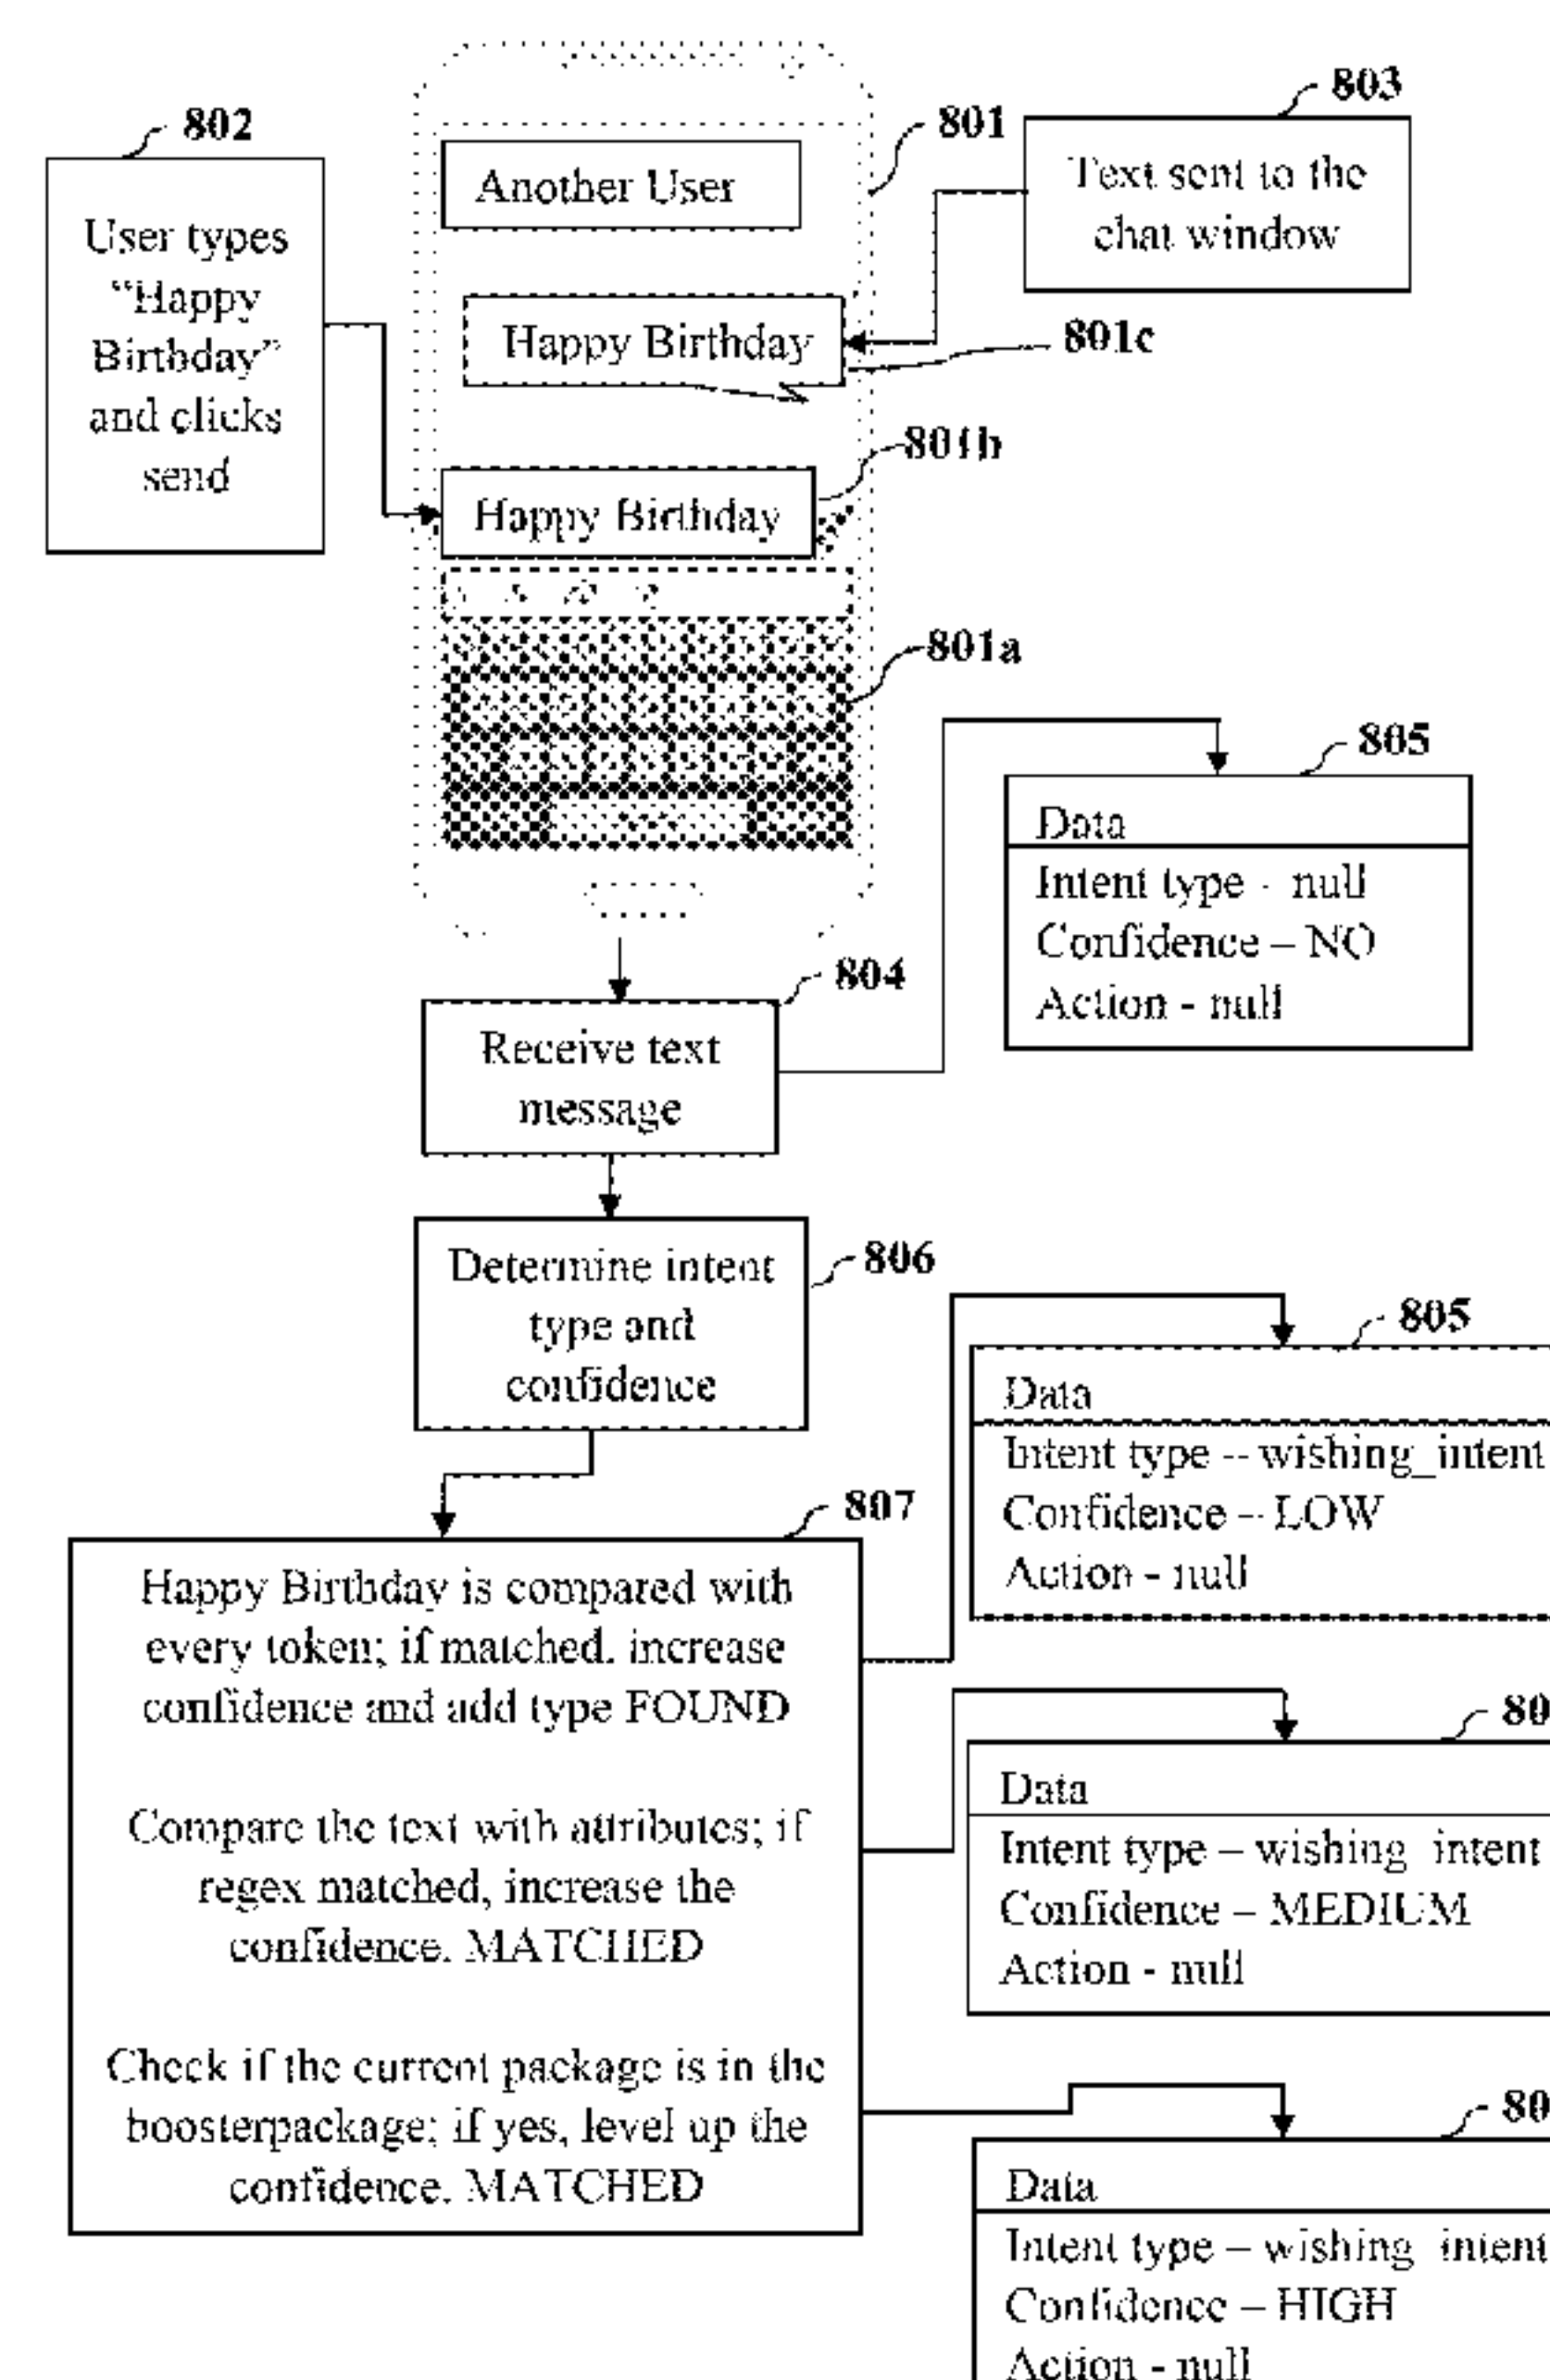 802
User types
“Happy
Birthday”
and clicks
send
801
Another User
803
Text sent to the
chat window
Happy Birthday
801c
801b
Happy Birthday
801a
805
Data
Intent type - null
Confidence – NO
Action - null
804
Receive text
message
806
Determine intent
type and
confidence
805
Data
Intent type – wishing_intent
Confidence – LOW
Action - null
807
Happy Birthday is compared with
every token; if matched, increase
confidence and add type FOUND
Compare the text with attributes; if
regex matched, increase the
confidence. MATCHED
Check if the current package is in the
boosterpackage; if yes, level up the
confidence. MATCHED
80
Data
Intent type – wishing intent
Confidence – MEDIUM
Action - null
80
Data
Intent type – wishing intent
Confidence – HIGH
Action - null